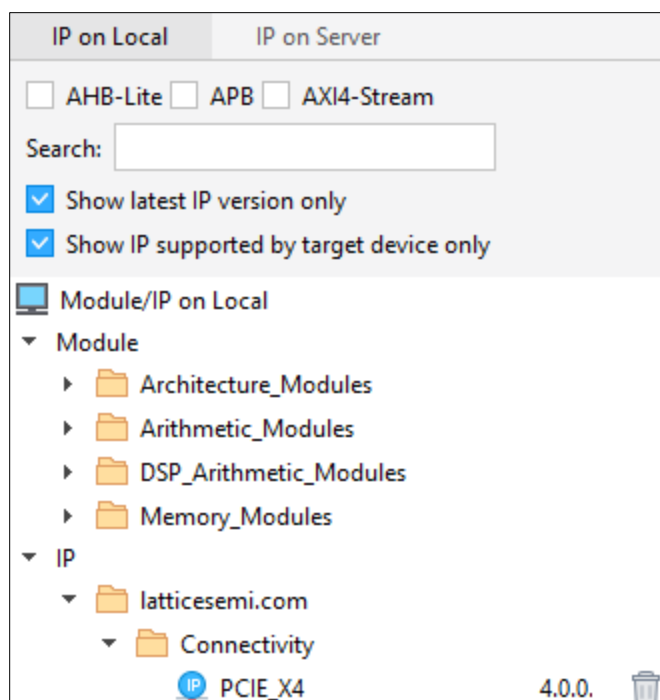 IP on Local IP on Server
AHB-Lite APB AXI4-Stream
Search:
Show latest IP version only
Show IP supported by target device only
Module/IP on Local
Module
Architecture_Modules
Arithmetic_Modules
DSP_Arithmetic_Modules
Memory_Modules
IP
latticesemi.com
Connectivity
IP PCIE_X4 4.0.0.